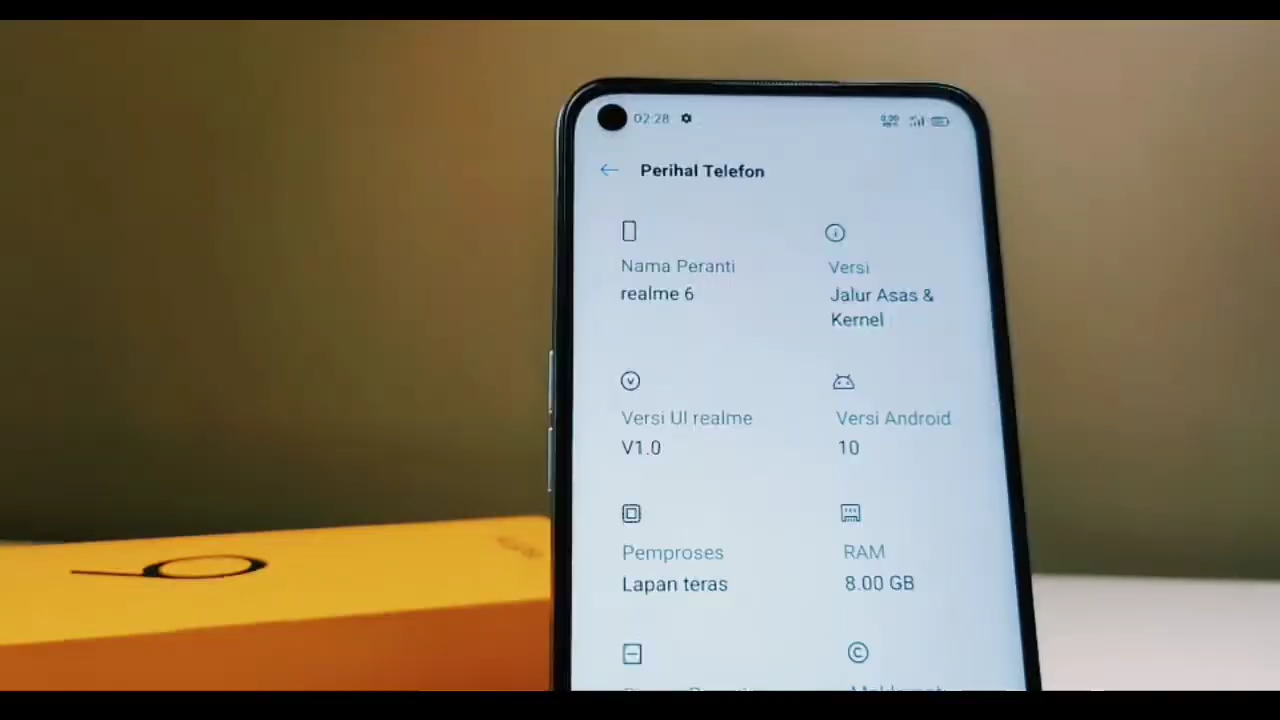 02:28
Perihal Telefon
Nama Peranti
realme 6
Versi
Jalur Asas &
Kernel
Versi UI realme
V1.0
Versi Android
10
Pemproses
Lapan teras
RAM
8.00 GB
6